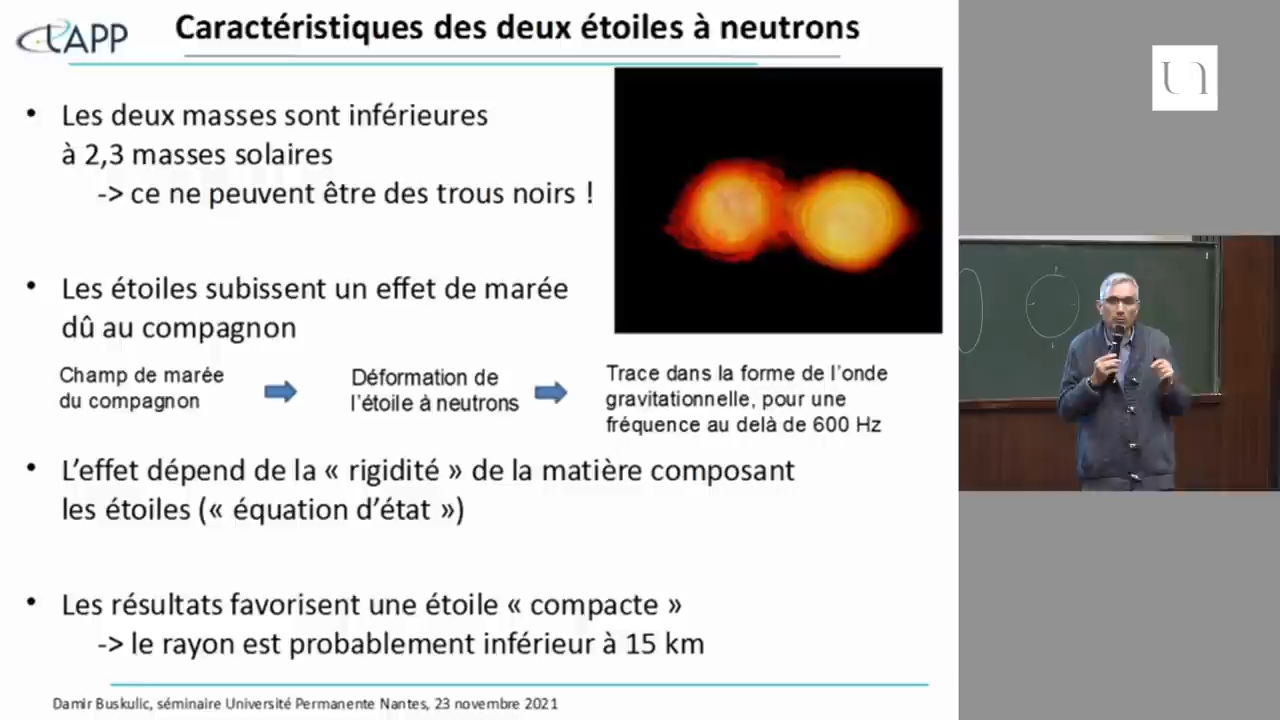 LAPP
Caractéristiques des deux étoiles à neutrons
• Les deux masses sont inférieures
à 2,3 masses solaires
-> ce ne peuvent être des trous noirs !
• Les étoiles subissent un effet de marée
dû au compagnon
Champ de marée
du compagnon
Déformation de
l'étoile à neutrons
Trace dans la forme de l'onde
gravitationnelle, pour une
fréquence au delà de 600 Hz
• L'effet dépend de la « rigidité » de la matière composant
les étoiles (« équation d'état »)
• Les résultats favorisent une étoile « compacte »
-> le rayon est probablement inférieur à 15 km
Damir Buskulic, séminaire Université Permanente Nantes, 23 novembre 2021